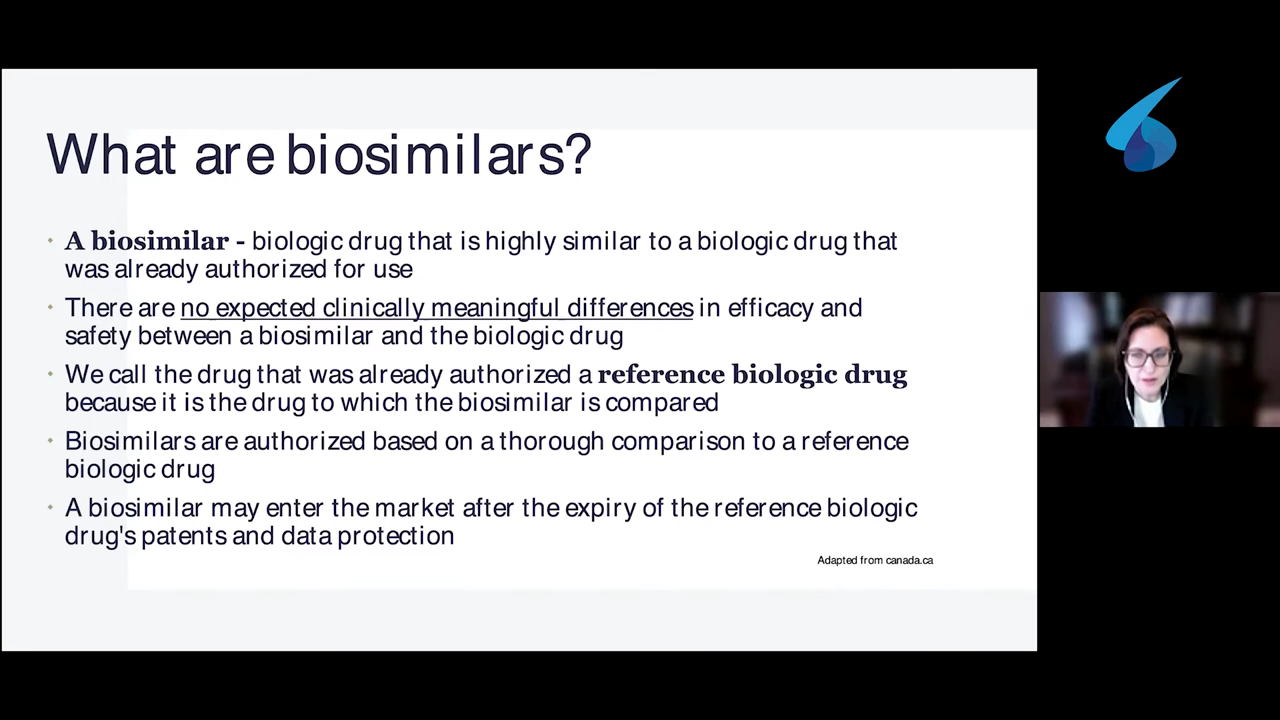 What are biosimilars?
A biosimilar - biologic drug that is highly similar to a biologic drug that
was already authorized for use
There are no expected clinically meaningful differences in efficacy and
safety between a biosimilar and the biologic drug
We call the drug that was already authorized a reference biologic drug
because it is the drug to which the biosimilar is compared
Biosimilars are authorized based on a thorough comparison to a reference
biologic drug
A biosimilar may enter the market after the expiry of the reference biologic
drug's patents and data protection
Adapted from canada.ca